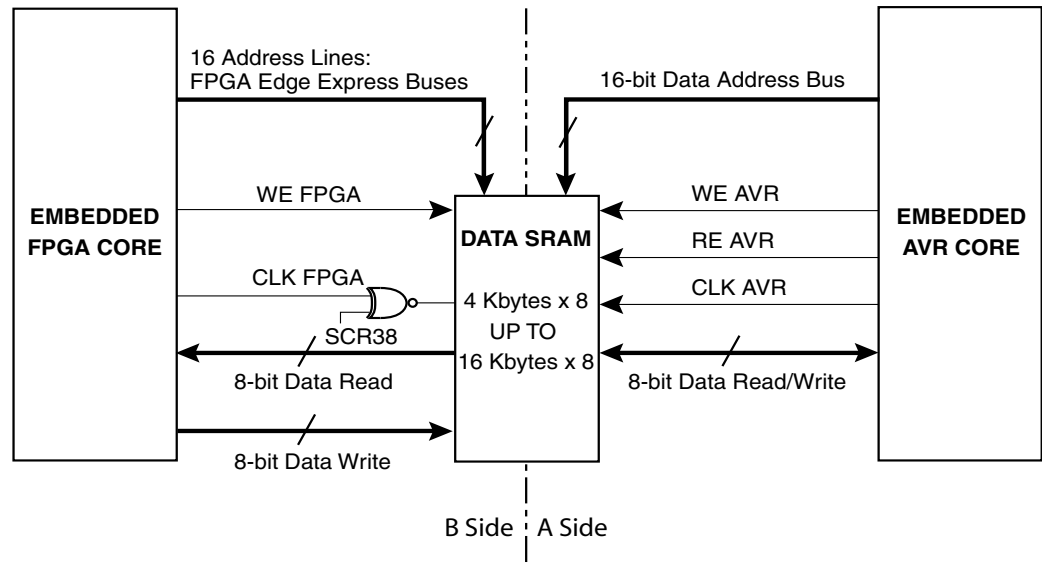 16 Address Lines:
FPGA Edge Express Buses
16-bit Data Address Bus
EMBEDDED
FPGA CORE
WE FPGA
CLK FPGA
SCR38
8-bit Data Read
8-bit Data Write
DATA SRAM
4 Kbytes x 8
UP TO
16 Kbytes x 8
WE AVR
RE AVR
CLK AVR
8-bit Data Read/Write
EMBEDDED
AVR CORE
B Side
A Side